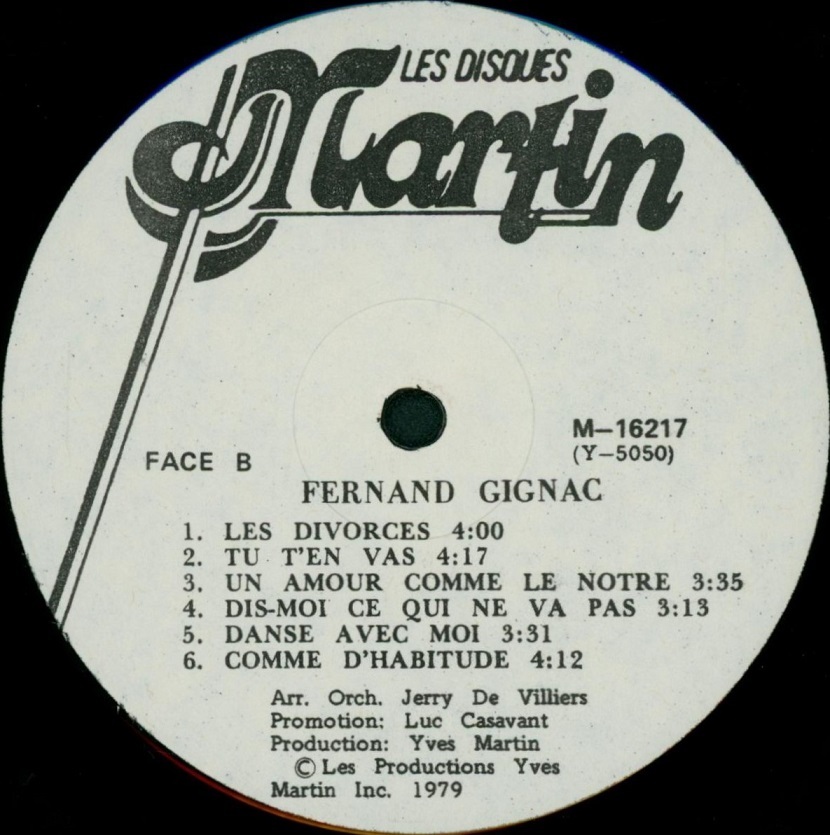 LES DISQUES
Martin
M-16217
(Y-5050)
FACE B
FERNAND GIGNAC
1. LES DIVORCES 4:00
2. TU T'EN VAS 4:17
3. UN AMOUR COMME LE NOTRE 3:35
4. DIS-MOI CE QUI NE VA PAS 3:13
5. DANSE AVEC MOI 3:31
6. COMME D'HABITUDE 4:12
Arr. Orch. Jerry De Villiers
Promotion: Luc Casavant
Production: Yves Martin
© Les Productions Yves
Martin Inc. 1979